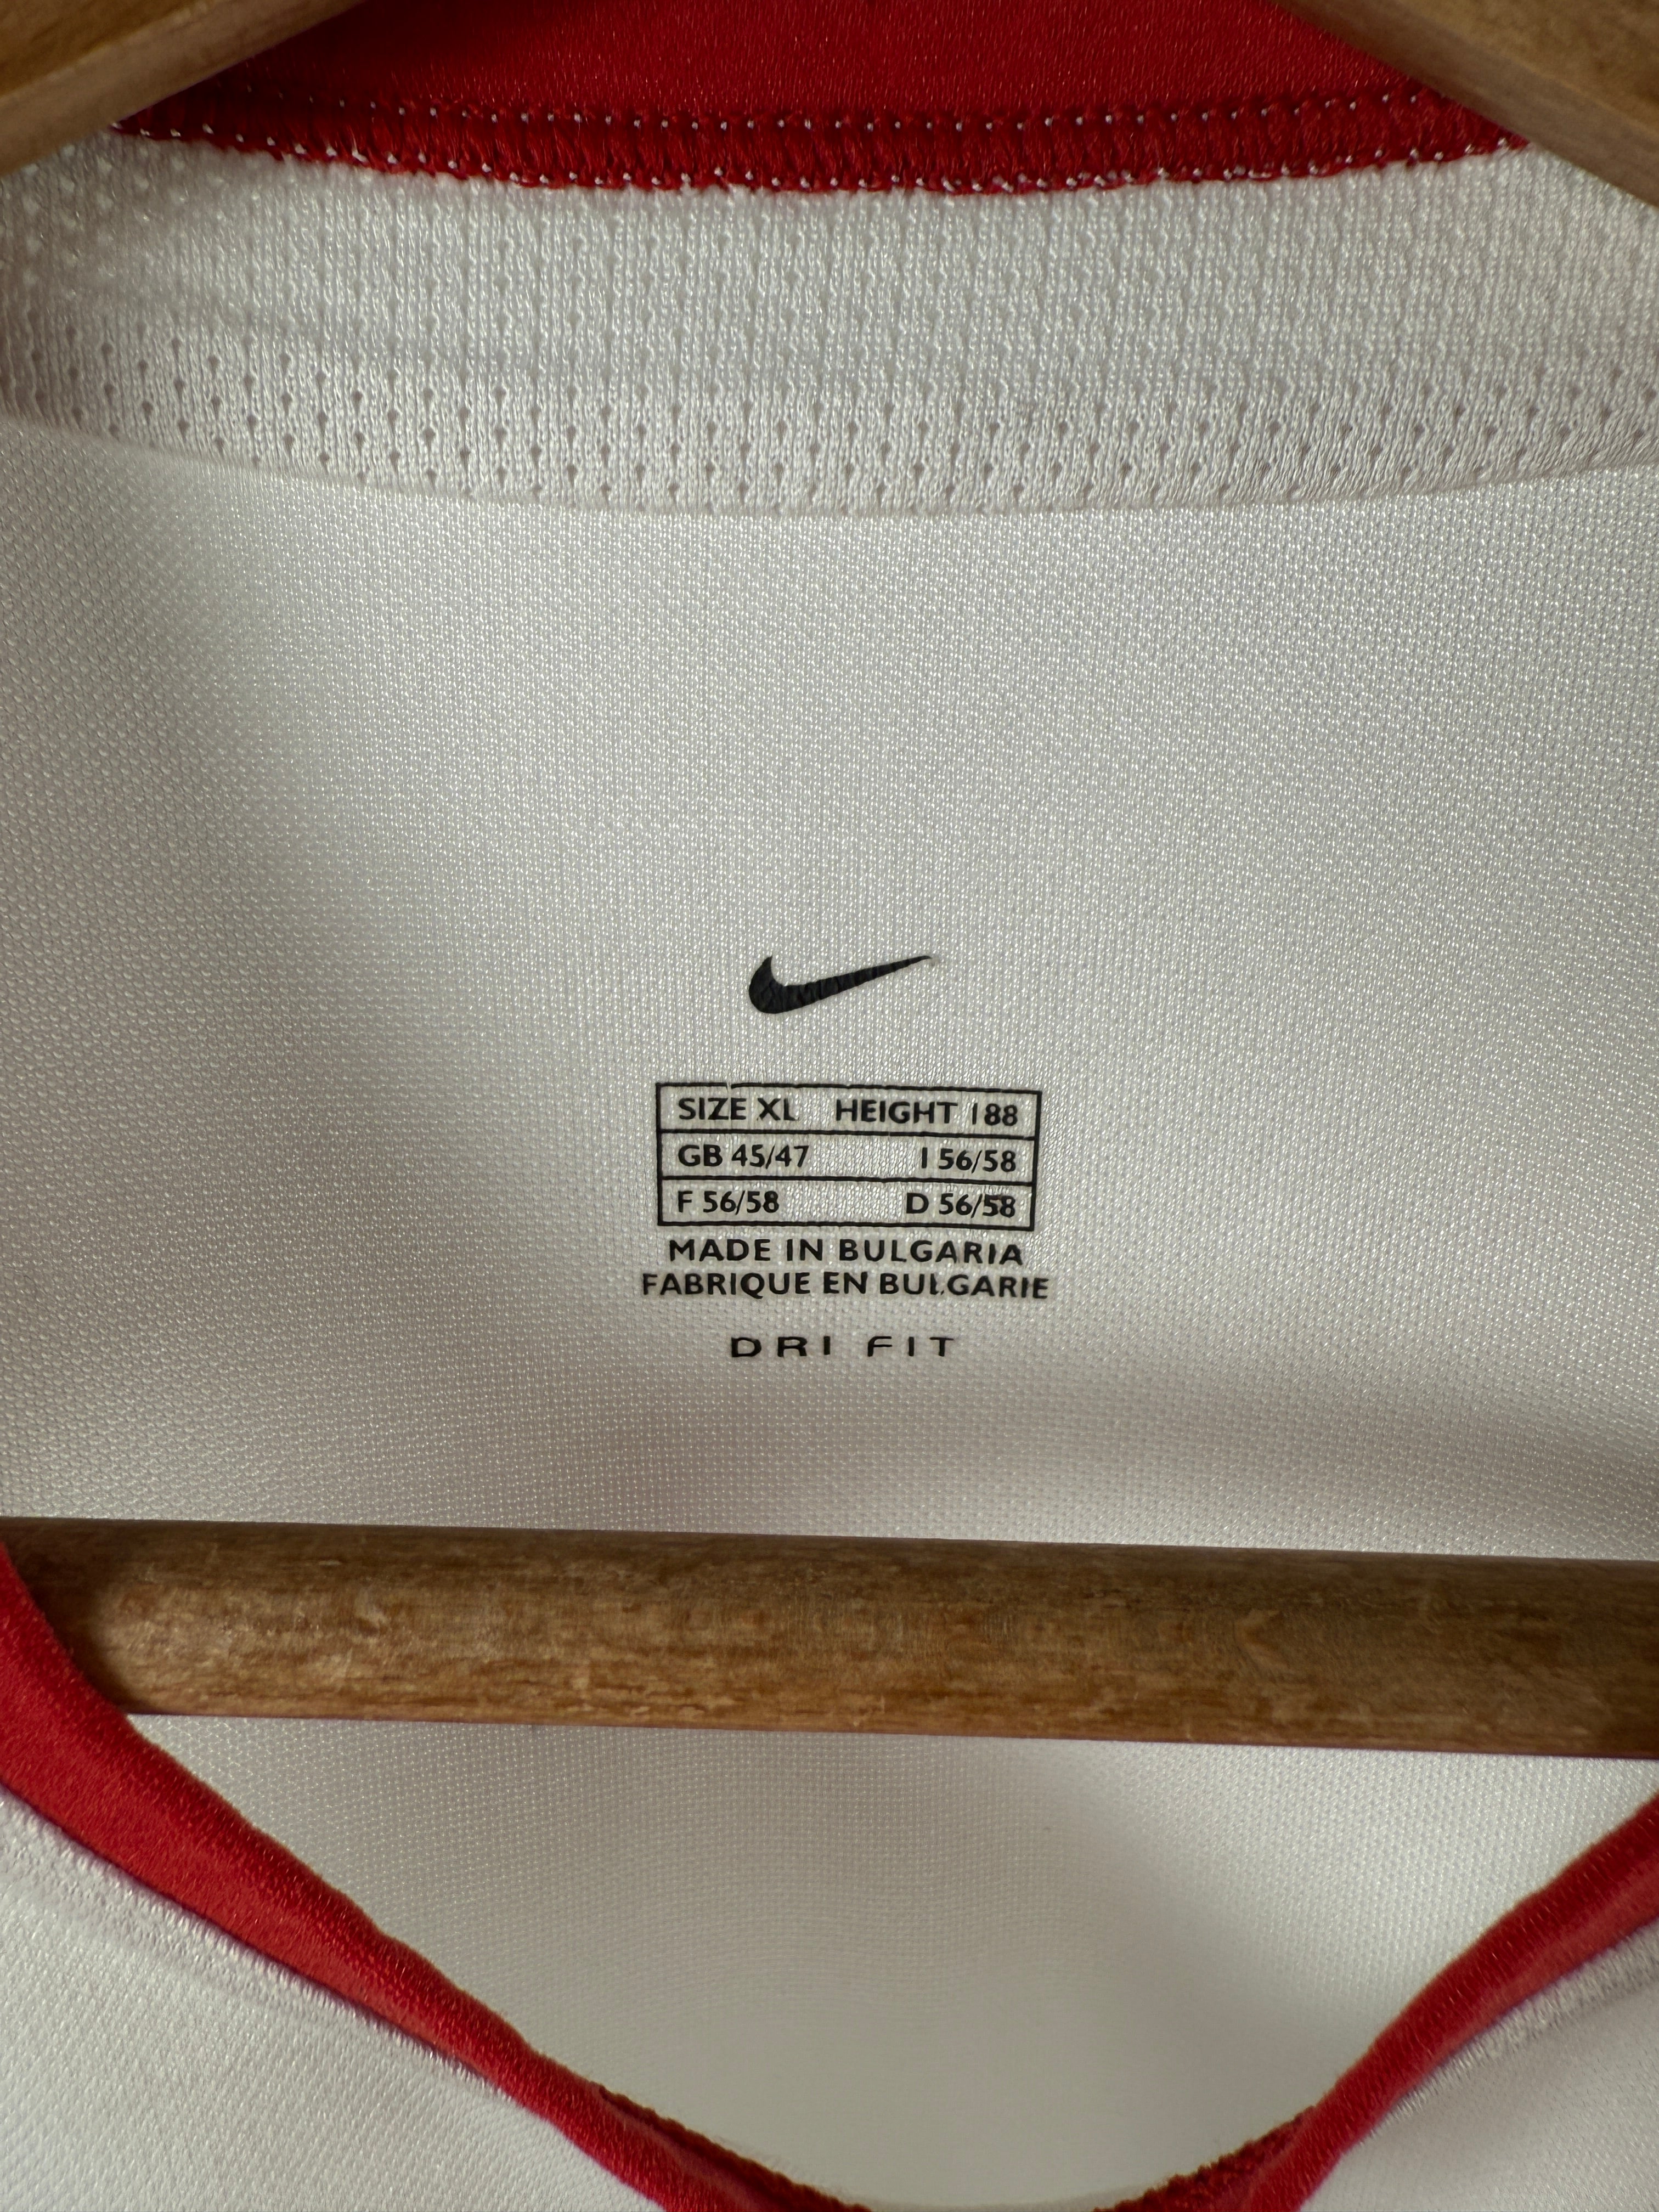 SIZE XL HEIGHT 188
GB 45/47 I 56/58
F 56/58 D 56/58
MADE IN BULGARIA
FABRIQUE EN BULGARIE
DRI FIT